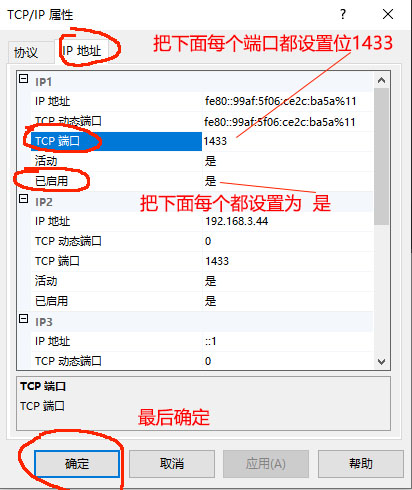 TCP/IP 属性
? ×
协议 IP 地址
把下面每个端口都设置位1433
IP1
IP 地址 fe80::99af:5f06:ce2c:ba5a%11
TCP 动态端口 fe80::99af:5f06:ce2c:ba5a%11
TCP 端口 1433
活动 是
已启用 是
把下面每个都设置为 是
IP2
IP 地址 192.168.3.44
TCP 动态端口 0
TCP 端口 1433
活动 是
已启用 是
IP3
IP 地址 ::1
TCP 动态端口 0
TCP 端口
TCP 端口
最后确定
确定 取消 应用(A) 帮助